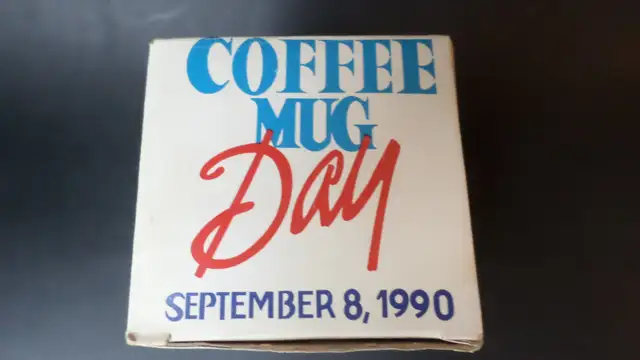 COFFEE
MUG
Day
SEPTEMBER 8, 1990